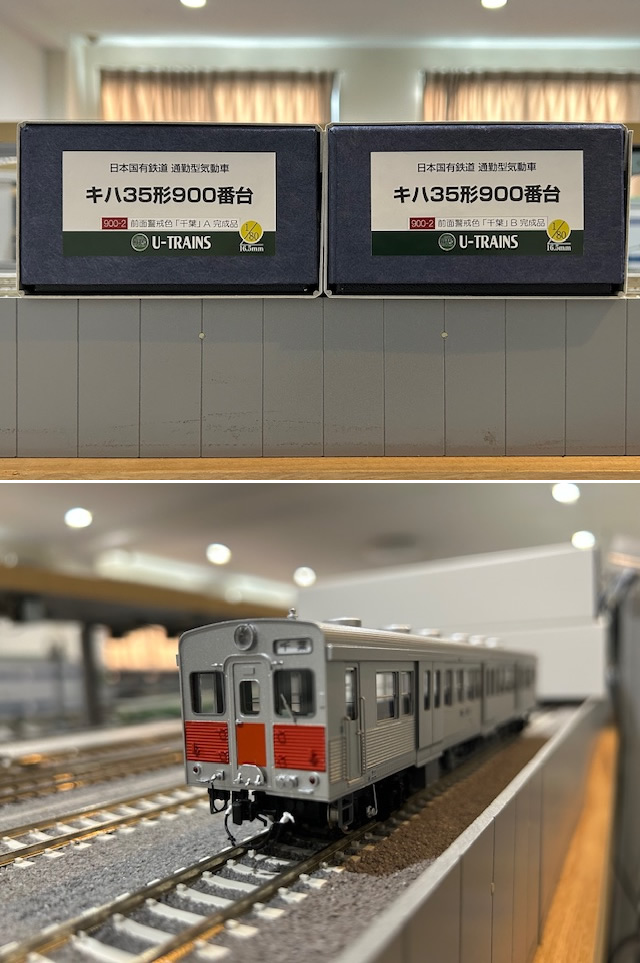 日本国有鉄道 通勤型気動車
キハ35形900番台
900-2 前面警戒色「千葉」A 完成品
U-TRAINS
1/80
16.5mm
日本国有鉄道 通勤型気動車
キハ35形900番台
900-2 前面警戒色「千葉」B 完成品
U-TRAINS
1/80
16.5mm